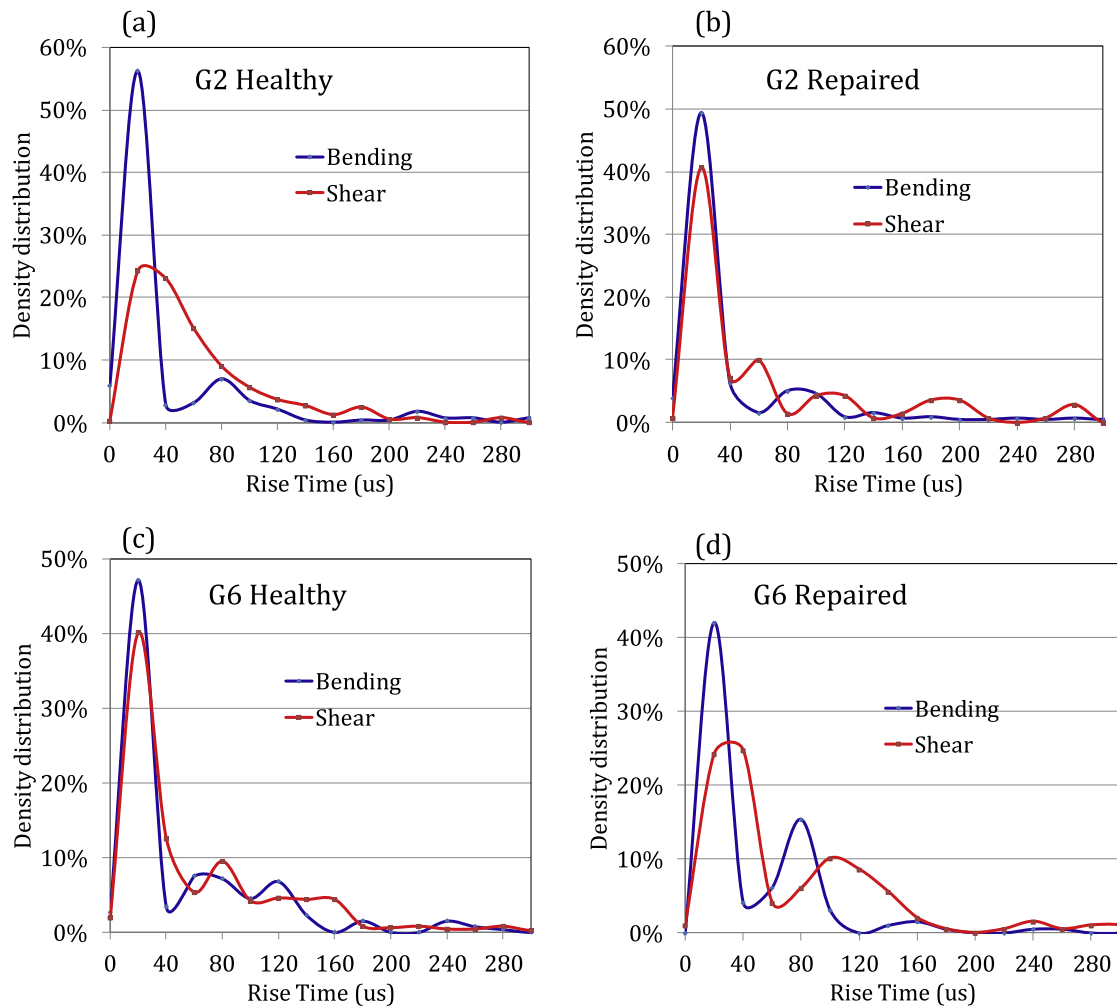 (a)
60%
50%
40%
30%
20%
10%
0%
Density distribution
G2 Healthy
Bending
Shear
0 40 80 120 160 200 240 280
Rise Time (us)
(b)
60%
50%
40%
30%
20%
10%
0%
Density distribution
G2 Repaired
Bending
Shear
0 40 80 120 160 200 240 280
Rise Time (us)
(c)
50%
40%
30%
20%
10%
0%
Density distribution
G6 Healthy
Bending
Shear
0 40 80 120 160 200 240 280
Rise Time (us)
(d)
50%
40%
30%
20%
10%
0%
Density distribution
G6 Repaired
Bending
Shear
0 40 80 120 160 200 240 280
Rise Time (us)